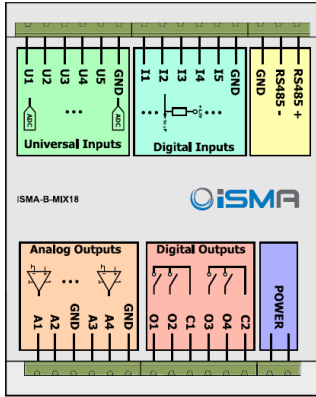 U1 U2 U3 U4 U5 GND
I1 I2 I3 I4 I5 GND
GND RS485 - RS485 +
ADC ADC
Universal Inputs
Digital Inputs
iSMA-B-MIX18
iSMA
Analog Outputs
Digital Outputs
POWER
A1 A2 GND A3 A4 GND
O1 O2 C1 O3 O4 C2